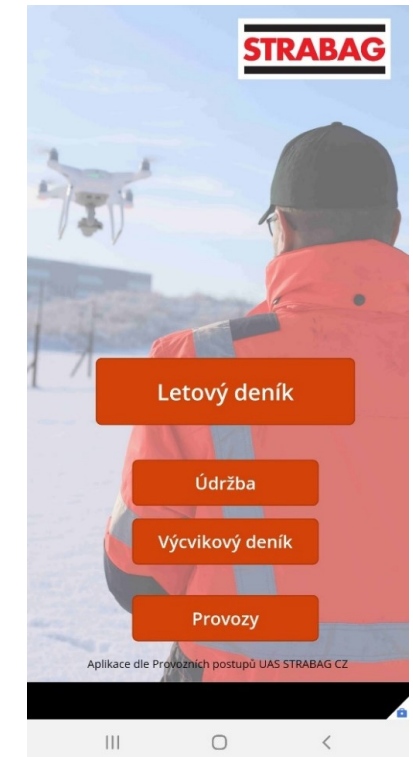 STRABAG
Letový deník
Údržba
Výcvikový deník
Provozy
Aplikace dle Provozních postupů UAS STRABAG CZ